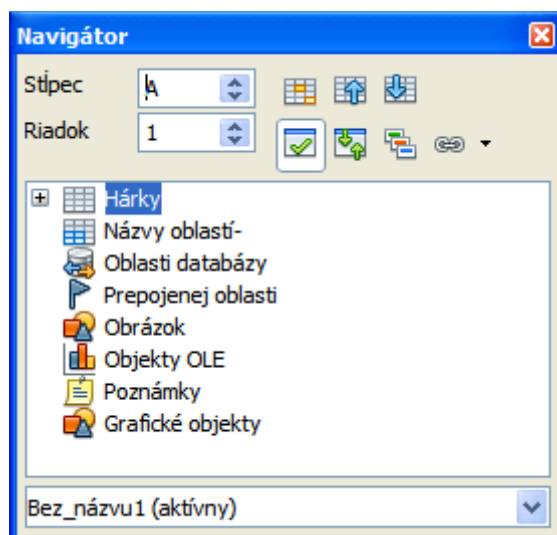 Navigátor
Stĺpec A
Riadok 1
Hárky
Názvy oblastí-
Oblasti databázy
Prepojenej oblasti
Obrázok
Objekty OLE
Poznámky
Grafické objekty
Bez_názvu1 (aktívny)